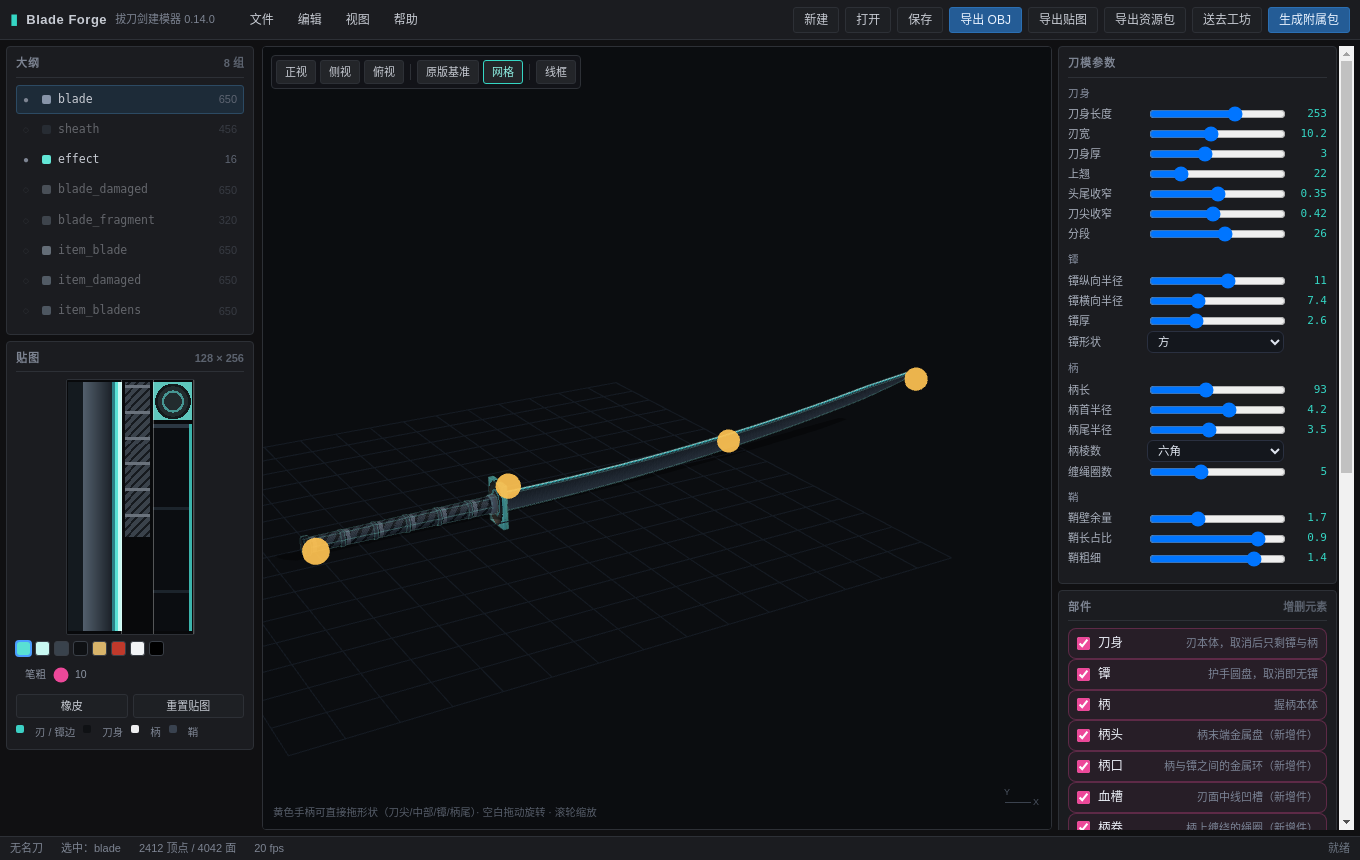 Blade Forge 拔刀剑建模器 0.14.0 文件 编辑 视图 帮助 新建 打开 保存 导出 OBJ 导出贴图 导出资源包 送去工坊 生成附属包
大纲 8 组
blade 650
sheath 456
effect 16
blade_damaged 650
blade_fragment 320
item_blade 650
item_damaged 650
item_bladens 650
贴图 128 × 256
笔粗 10
橡皮 重置贴图
刃 / 镡边 刀身 柄 鞘
正视 侧视 俯视 原版基准 网格 线框
黄色手柄可直接拖形状（刀尖/中部/镡/柄尾）· 空白拖动旋转 · 滚轮缩放
Y
X
刀模参数
刀身
刀身长度 253
刃宽 10.2
刀身厚 3
上翘 22
头尾收窄 0.35
刀尖收窄 0.42
分段 26
镡
镡纵向半径 11
镡横向半径 7.4
镡厚 2.6
镡形状 方
柄
柄长 93
柄首半径 4.2
柄尾半径 3.5
柄棱数 六角
缠绳圈数 5
鞘
鞘壁余量 1.7
鞘长占比 0.9
鞘粗细 1.4
部件 增删元素
刀身 刃本体，取消后只剩镡与柄
镡 护手圆盘，取消即无镡
柄 握柄本体
柄头 柄末端金属盘（新增件）
柄口 柄与镡之间的金属环（新增件）
血槽 刃面中线凹槽（新增件）
柄卷 柄上缠绕的绳圈（新增件）
无名刀 选中：blade 2412 顶点 / 4042 面 20 fps 就绪